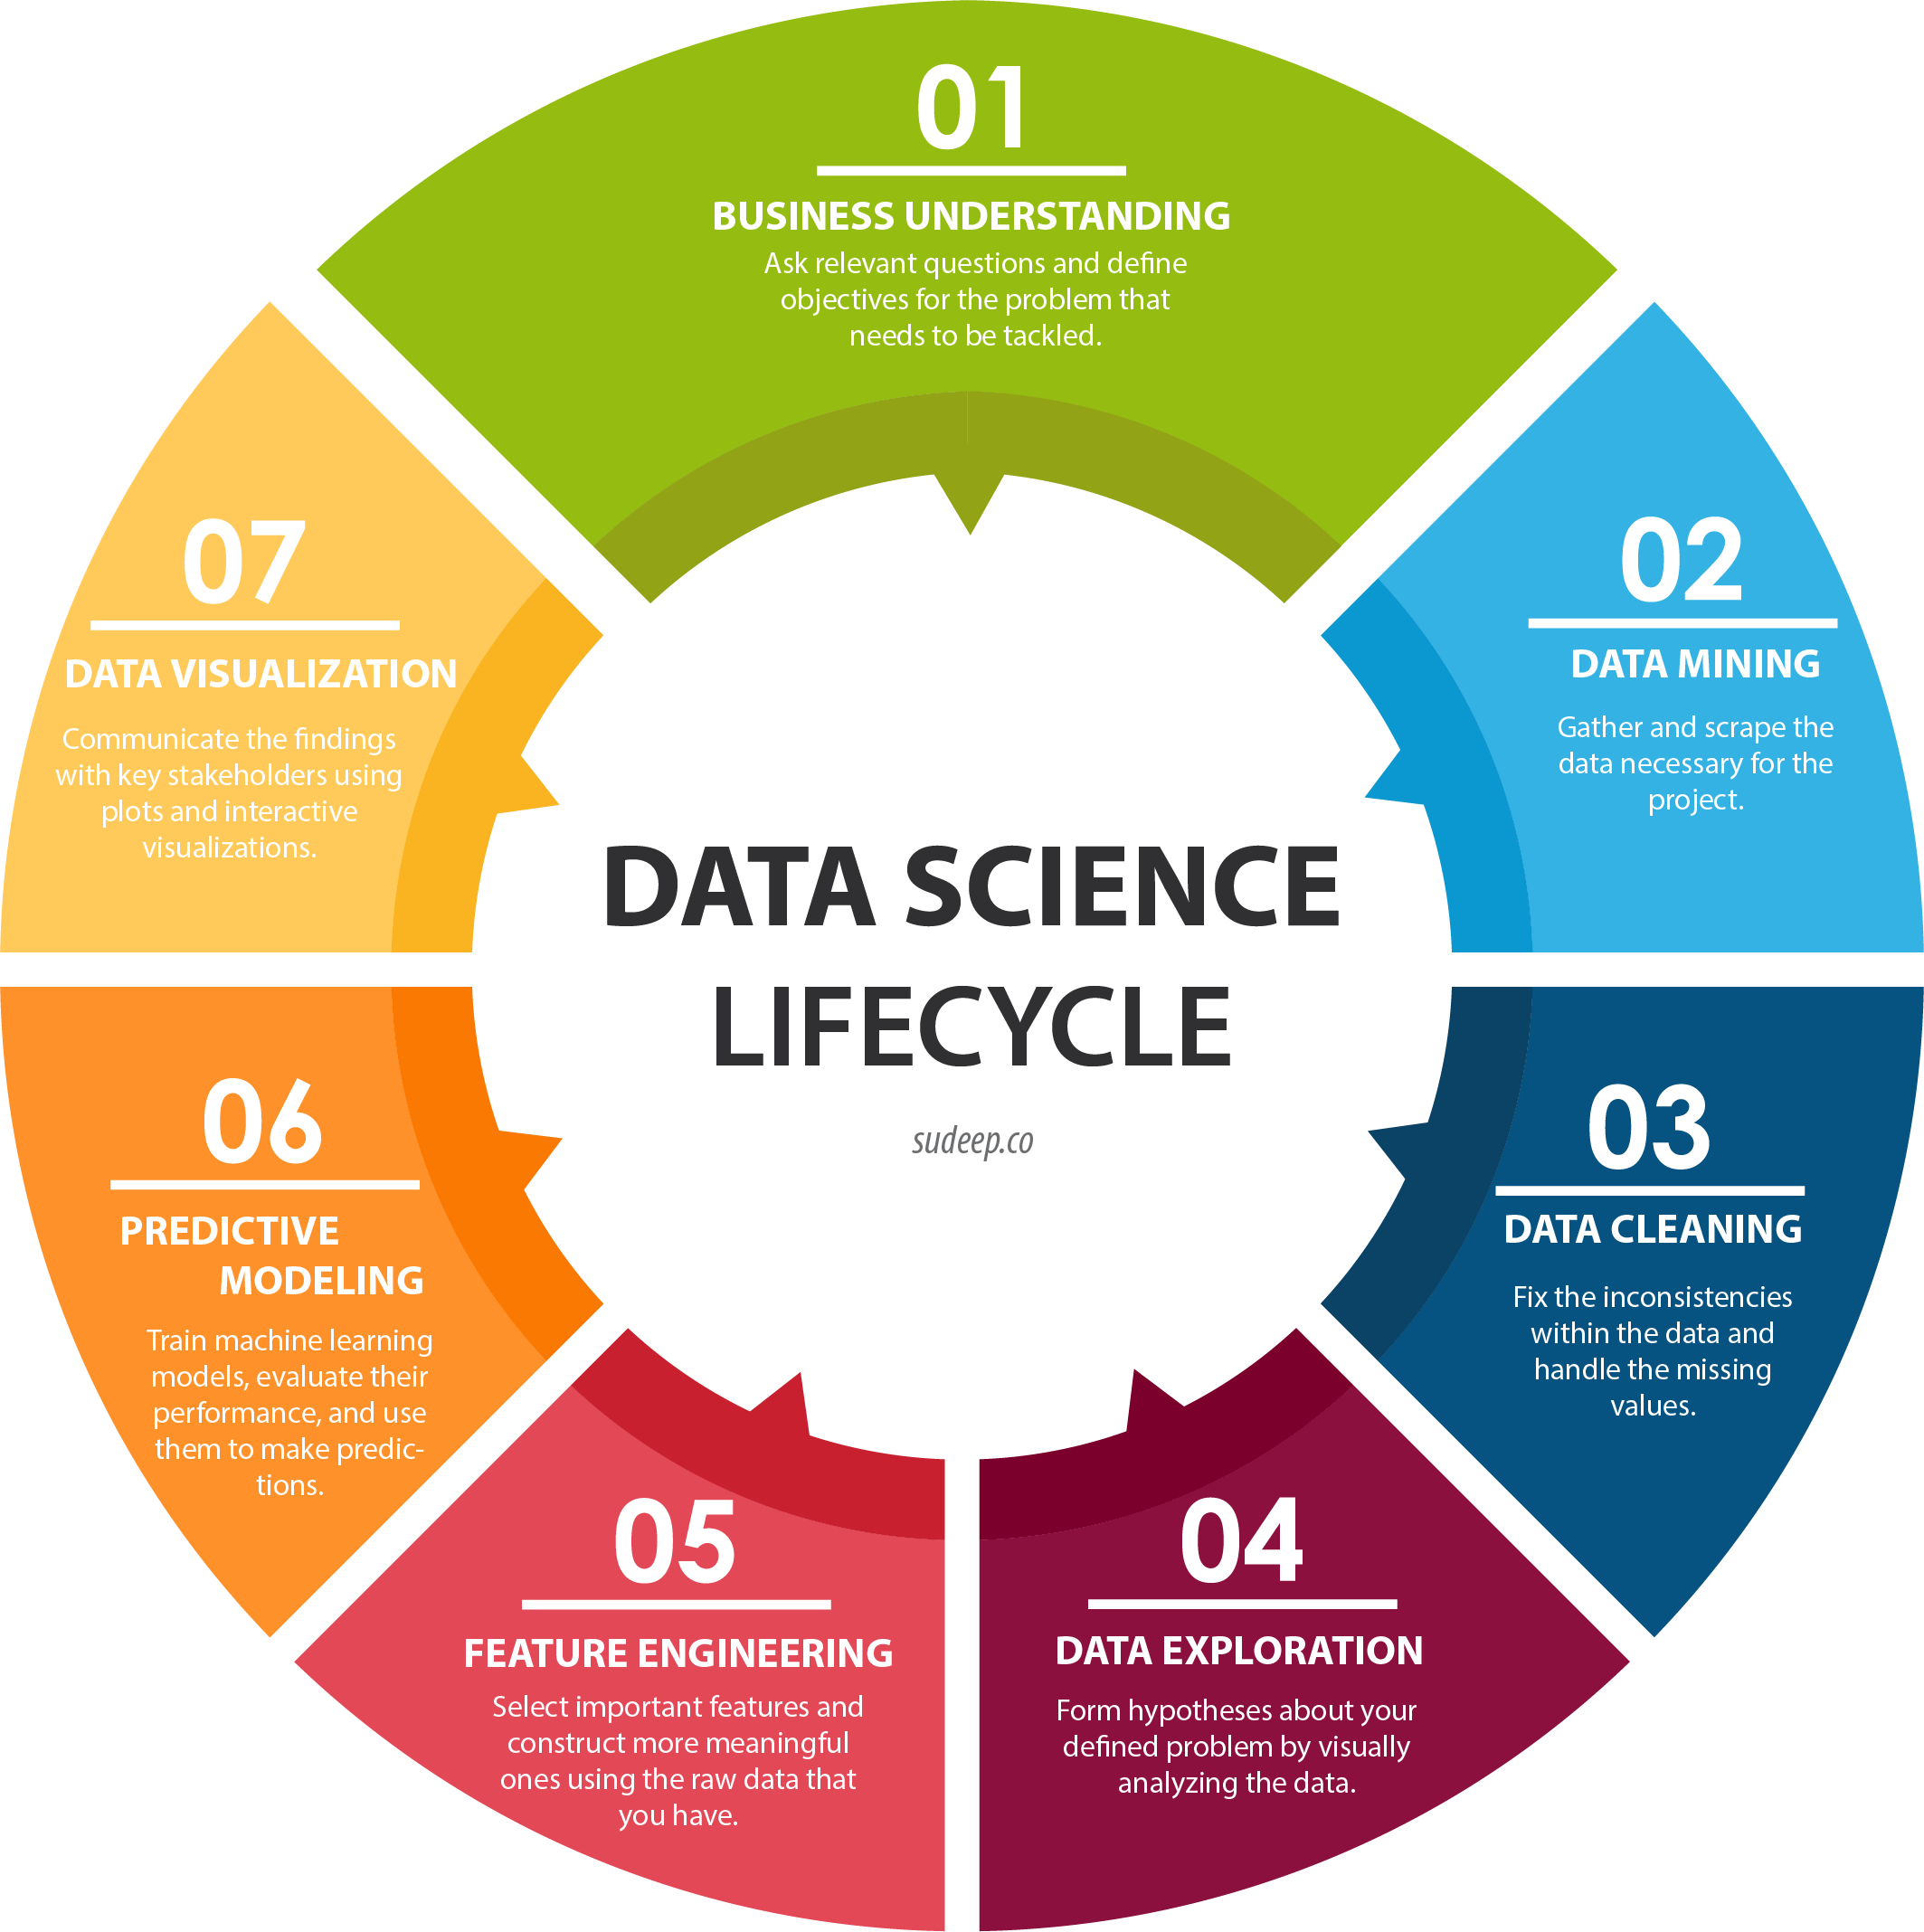 01
BUSINESS UNDERSTANDING
Ask relevant questions and define
objectives for the problem that
needs to be tackled.
02
DATA MINING
Gather and scrape the
data necessary for the
project.
03
DATA CLEANING
Fix the inconsistencies
within the data and
handle the missing
values.
04
DATA EXPLORATION
Form hypotheses about your
defined problem by visually
analyzing the data.
05
FEATURE ENGINEERING
Select important features and
construct more meaningful
ones using the raw data that
you have.
06
PREDICTIVE
MODELING
Train machine learning
models, evaluate their
performance, and use
them to make predic-
tions.
07
DATA VISUALIZATION
Communicate the findings
with key stakeholders using
plots and interactive
visualizations.
DATA SCIENCE
LIFECYCLE
sudeep.co